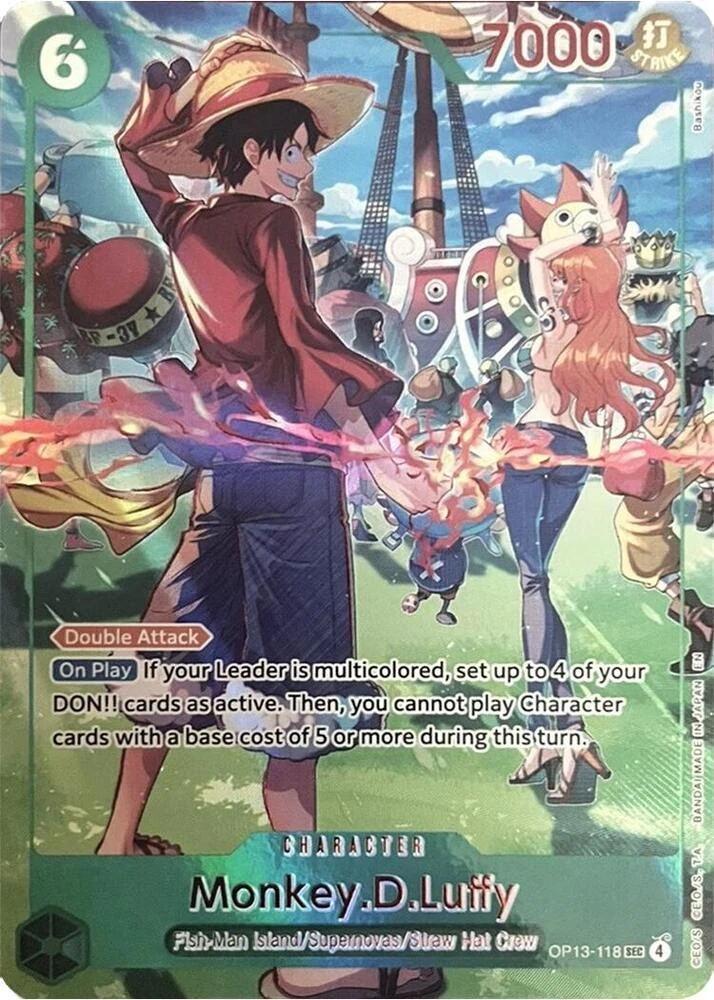 6
7000
打
STRIKE
Bashikou
F-37 ★
Double Attack
On Play If your Leader is multicolored, set up to 4 of your
DON!! cards as active. Then, you cannot play Character
cards with a base cost of 5 or more during this turn.
CHARACTER
Monkey.D.Luffy
Fish-Man Island/Supernovas/Straw Hat Crew
OP13-118 SEC 4
©E.O./S. ©E.O./S., T.A. BANDAI MADE IN JAPAN EN